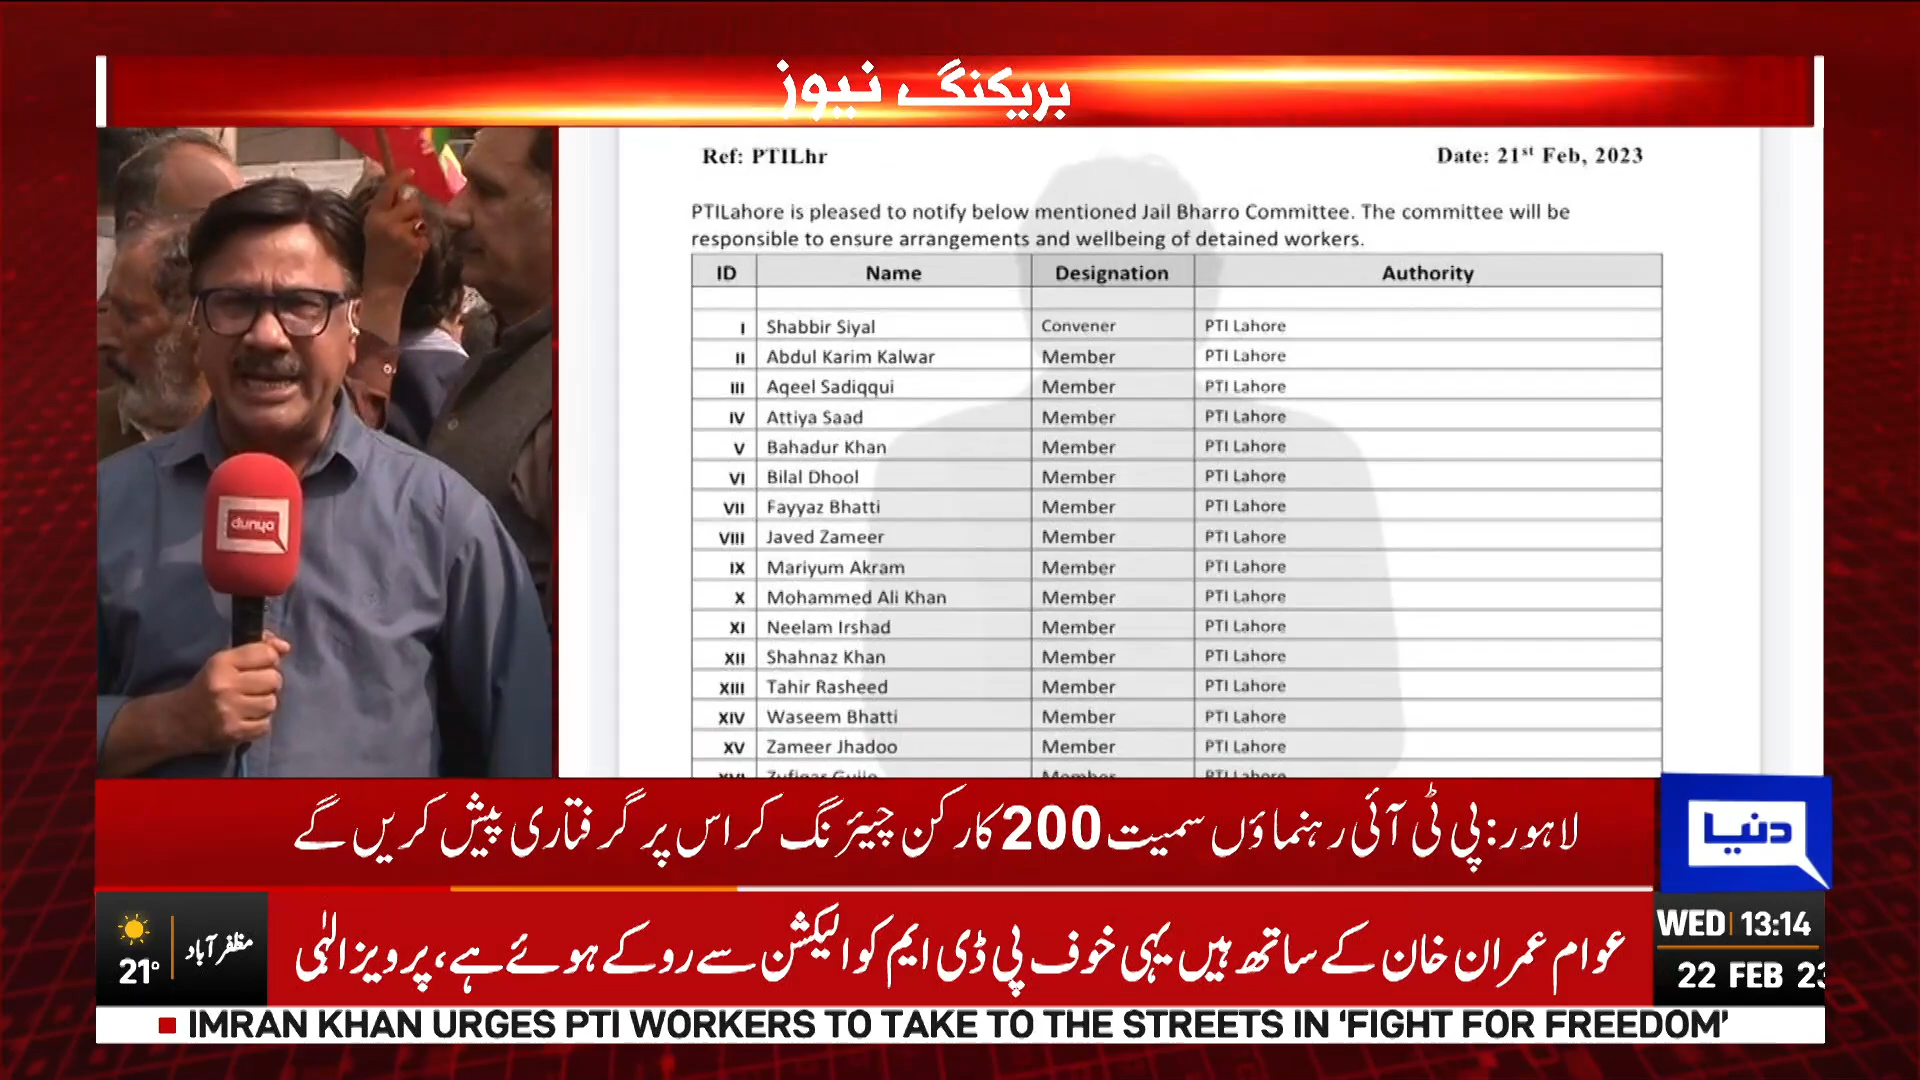 بریکنگ نیوز
Ref: PTILhr
Date: 21st Feb, 2023
PTILahore is pleased to notify below mentioned Jail Bharro Committee. The committee will be
responsible to ensure arrangements and wellbeing of detained workers.
ID Name Designation Authority
I Shabbir Siyal Convener PTI Lahore
II Abdul Karim Kalwar Member PTI Lahore
III Aqeel Sadiqqui Member PTI Lahore
IV Attiya Saad Member PTI Lahore
V Bahadur Khan Member PTI Lahore
VI Bilal Dhool Member PTI Lahore
VII Fayyaz Bhatti Member PTI Lahore
VIII Javed Zameer Member PTI Lahore
IX Mariyum Akram Member PTI Lahore
X Mohammed Ali Khan Member PTI Lahore
XI Neelam Irshad Member PTI Lahore
XII Shahnaz Khan Member PTI Lahore
XIII Tahir Rasheed Member PTI Lahore
XIV Waseem Bhatti Member PTI Lahore
XV Zameer Jhadoo Member PTI Lahore
Member PTI Lahore
dunya
لاہور: پی ٹی آئی رہنماؤں سمیت 200 کارکن چیئرنگ کراس پر گرفتاری پیش کریں گے
دنیا
عوام عمران خان کے ساتھ ہیں یہی خوف پی ڈی ایم کو الیکشن سے روکے ہوئے ہے، پرویز الٰہی
مظفر آباد
21°
WED 13:14
22 FEB 23
IMRAN KHAN URGES PTI WORKERS TO TAKE TO THE STREETS IN ‘FIGHT FOR FREEDOM’